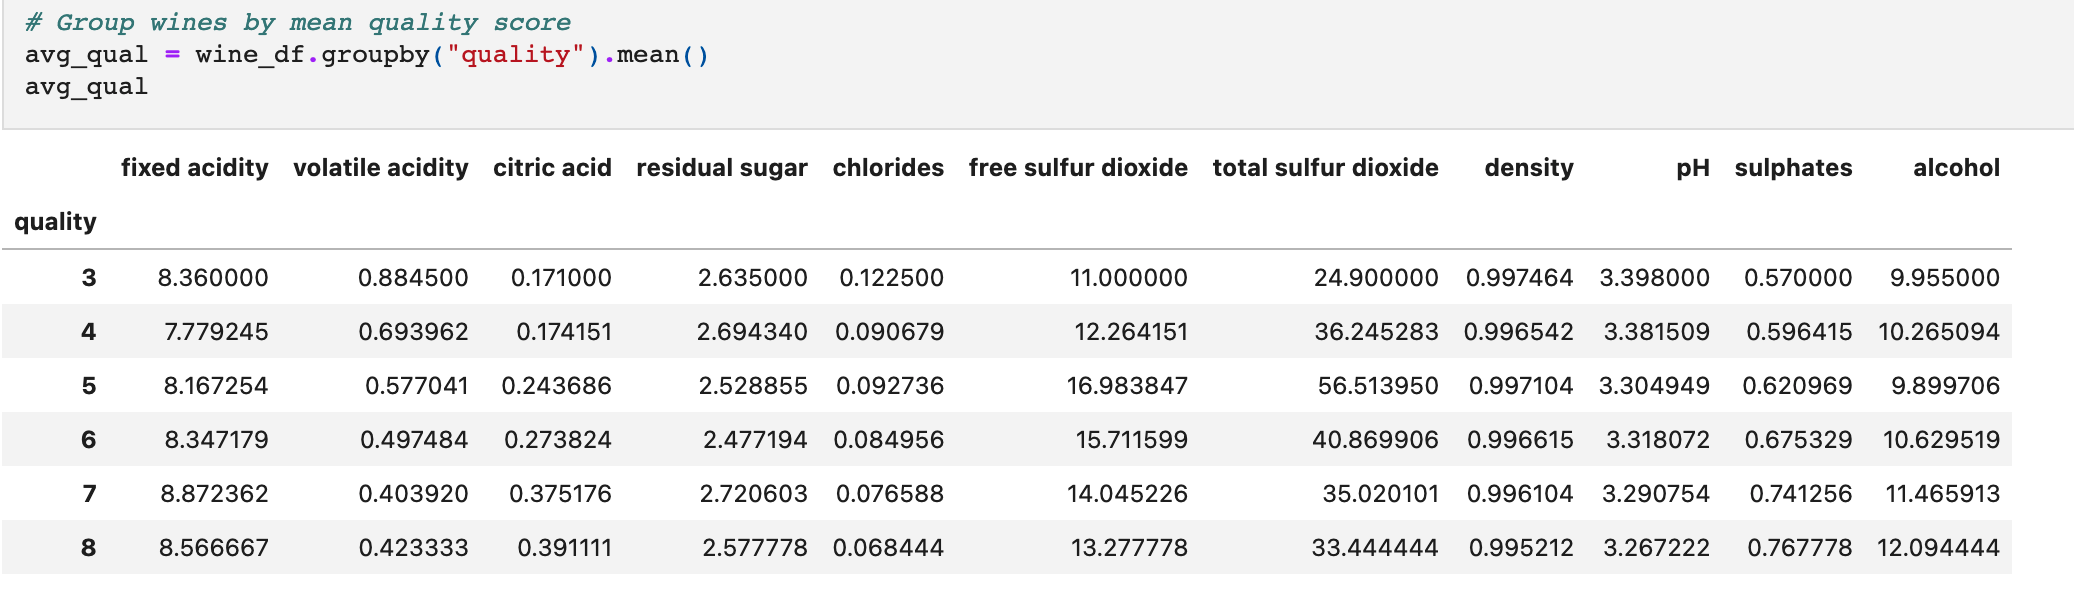 # Group wines by mean quality score
avg_qual = wine_df.groupby("quality").mean()
avg_qual
fixed acidity volatile acidity citric acid residual sugar chlorides free sulfur dioxide total sulfur dioxide density pH sulphates alcohol
quality
3 8.360000 0.884500 0.171000 2.635000 0.122500 11.000000 24.900000 0.997464 3.398000 0.570000 9.955000
4 7.779245 0.693962 0.174151 2.694340 0.090679 12.264151 36.245283 0.996542 3.381509 0.596415 10.265094
5 8.167254 0.577041 0.243686 2.528855 0.092736 16.983847 56.513950 0.997104 3.304949 0.620969 9.899706
6 8.347179 0.497484 0.273824 2.477194 0.084956 15.711599 40.869906 0.996615 3.318072 0.675329 10.629519
7 8.872362 0.403920 0.375176 2.720603 0.076588 14.045226 35.020101 0.996104 3.290754 0.741256 11.465913
8 8.566667 0.423333 0.391111 2.577778 0.068444 13.277778 33.444444 0.995212 3.267222 0.767778 12.094444